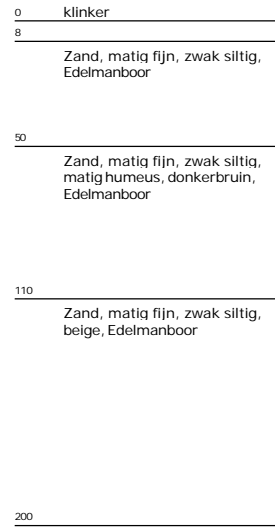 0 klinker
8
Zand, matig fijn, zwak siltig,
Edelmanboor
50
Zand, matig fijn, zwak siltig,
matig humeus, donkerbruin,
Edelmanboor
110
Zand, matig fijn, zwak siltig,
beige, Edelmanboor
200